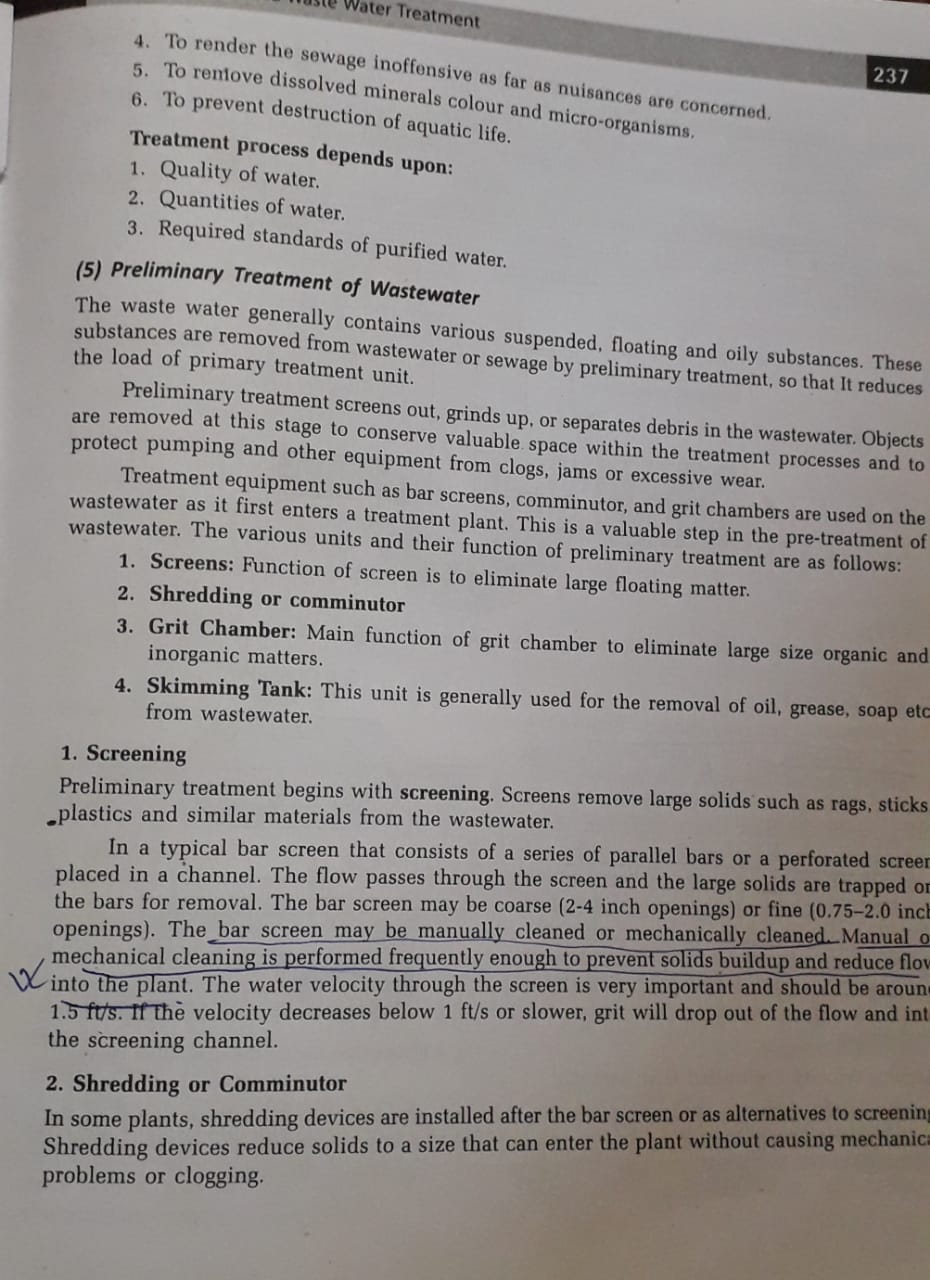 Water Treatment
237
4. To render the sewage inoffensive as far as nuisances are concerned.
5. To remove dissolved minerals colour and micro-organisms.
6. To prevent destruction of aquatic life.
Treatment process depends upon:
1. Quality of water.
2. Quantities of water.
3. Required standards of purified water.
(5) Preliminary Treatment of Wastewater
The waste water generally contains various suspended, floating and oily substances. These
substances are removed from wastewater or sewage by preliminary treatment, so that It reduces
the load of primary treatment unit.
Preliminary treatment screens out, grinds up, or separates debris in the wastewater. Objects
are removed at this stage to conserve valuable space within the treatment processes and to
protect pumping and other equipment from clogs, jams or excessive wear.
Treatment equipment such as bar screens, comminutor, and grit chambers are used on the
wastewater as it first enters a treatment plant. This is a valuable step in the pre-treatment of
wastewater. The various units and their function of preliminary treatment are as follows:
1. Screens: Function of screen is to eliminate large floating matter.
2. Shredding or comminutor
3. Grit Chamber: Main function of grit chamber to eliminate large size organic and
inorganic matters.
4. Skimming Tank: This unit is generally used for the removal of oil, grease, soap etc
from wastewater.
1. Screening
Preliminary treatment begins with screening. Screens remove large solids such as rags, sticks
plastics and similar materials from the wastewater.
In a typical bar screen that consists of a series of parallel bars or a perforated
placed in a channel. The flow passes through the screen and the large solids are trapped
the bars for removal. The bar screen may be coarse (2-4 inch openings) or fine (0.75–2.0
openings). The bar screen may be manually cleaned or mechanically cleaned. Manual
mechanical cleaning is performed frequently enough to prevent solids buildup and reduce
into the plant. The water velocity through the screen is very important and should be
1.5 ft/s. If the velocity decreases below 1 ft/s or slower, grit will drop out of the flow and
the screening channel.
2. Shredding or Comminutor
In some plants, shredding devices are installed after the bar screen or as alternatives to
Shredding devices reduce solids to a size that can enter the plant without causing
problems or clogging.